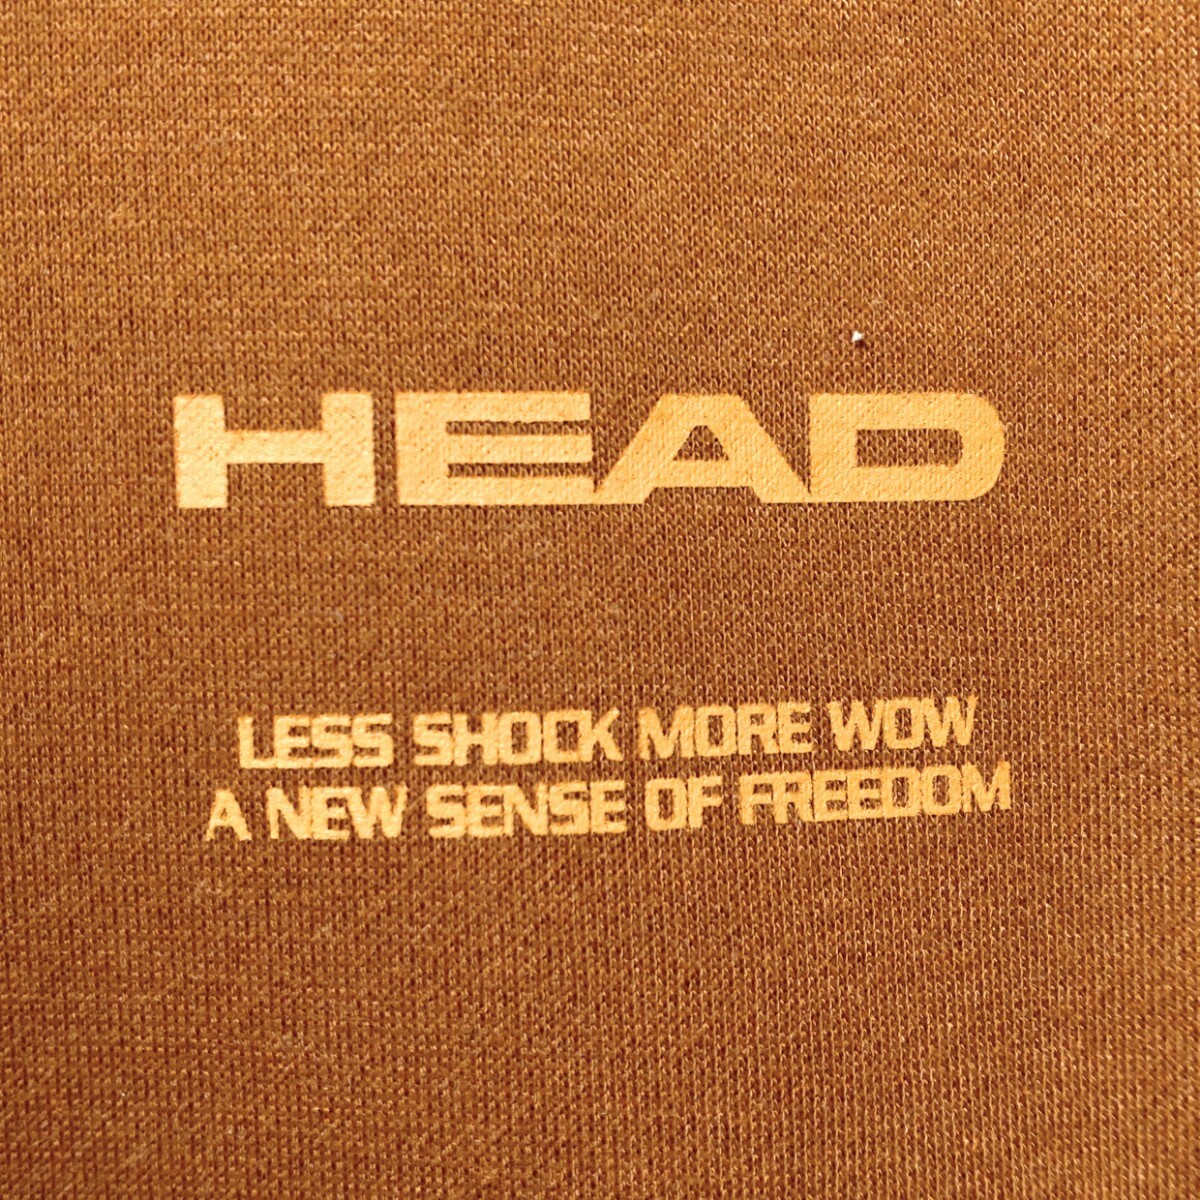 HEAD
LESS SHOCK MORE WOW
A NEW SENSE OF FREEDOM